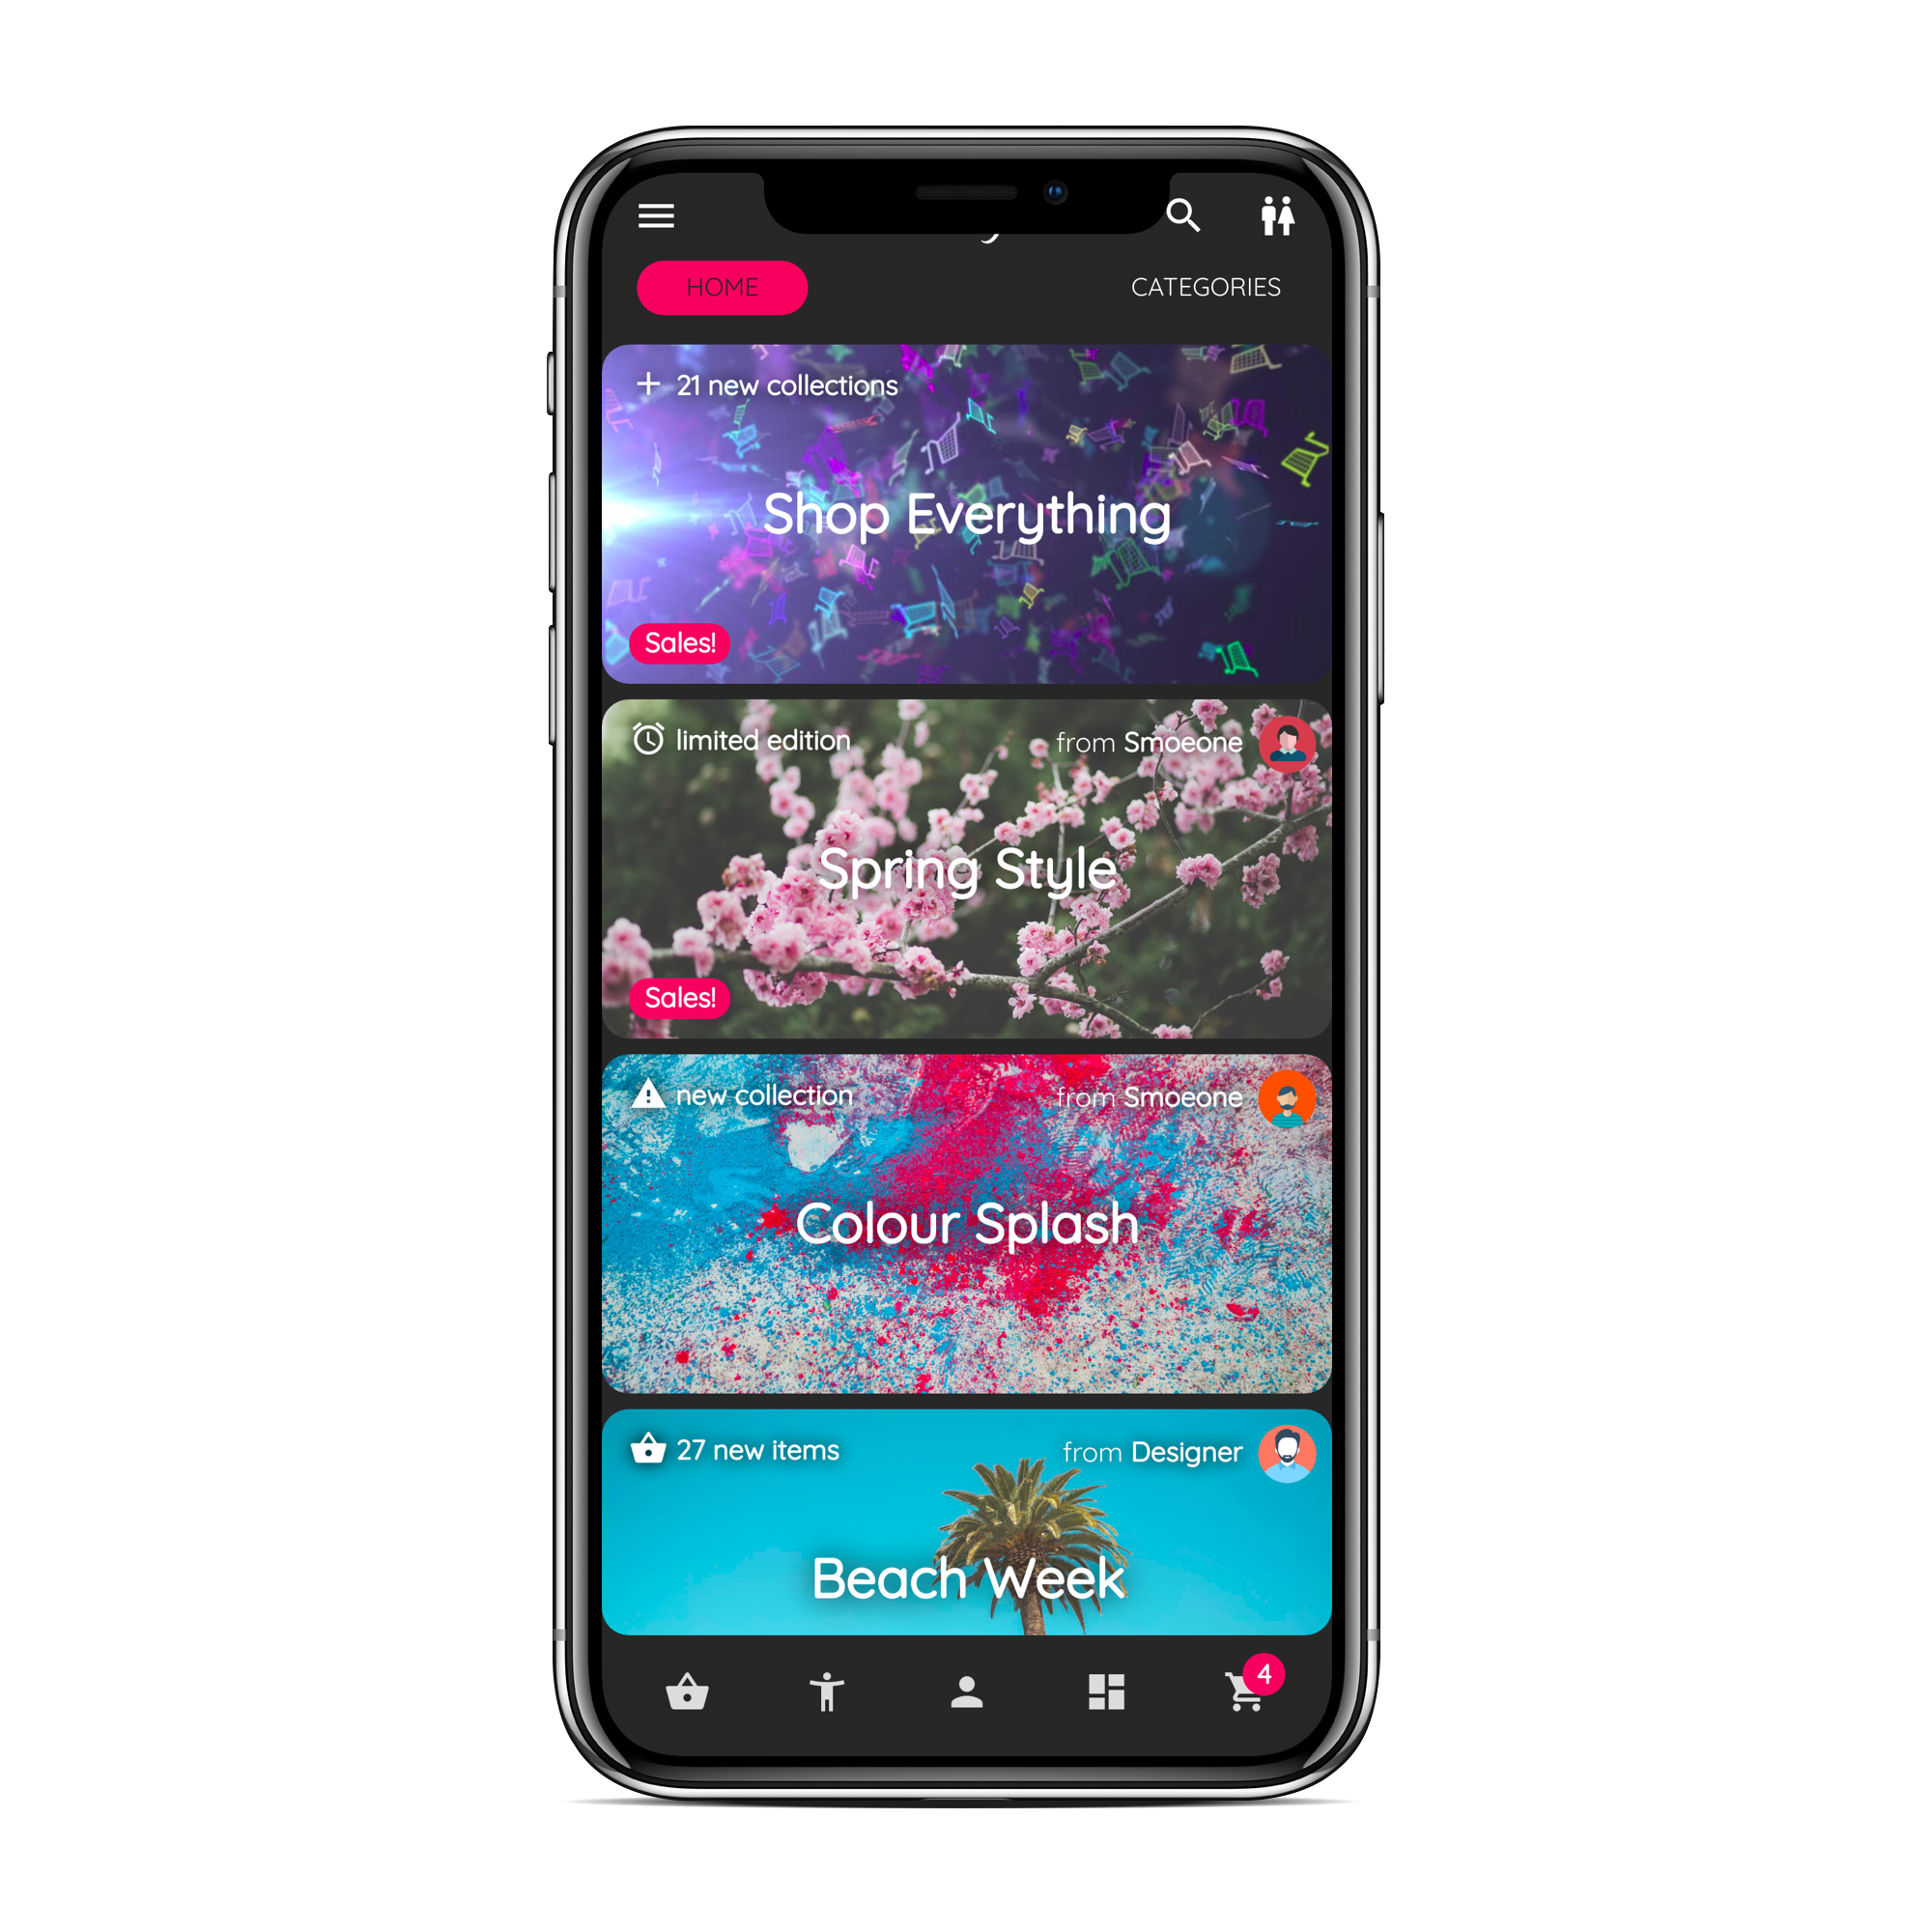 HOME
CATEGORIES
21 new collections
Shop Everything
Sales!
limited edition
from Smoeone
Spring Style
Sales!
new collection
from Smoeone
Colour Splash
27 new items
from Designer
Beach Week
4